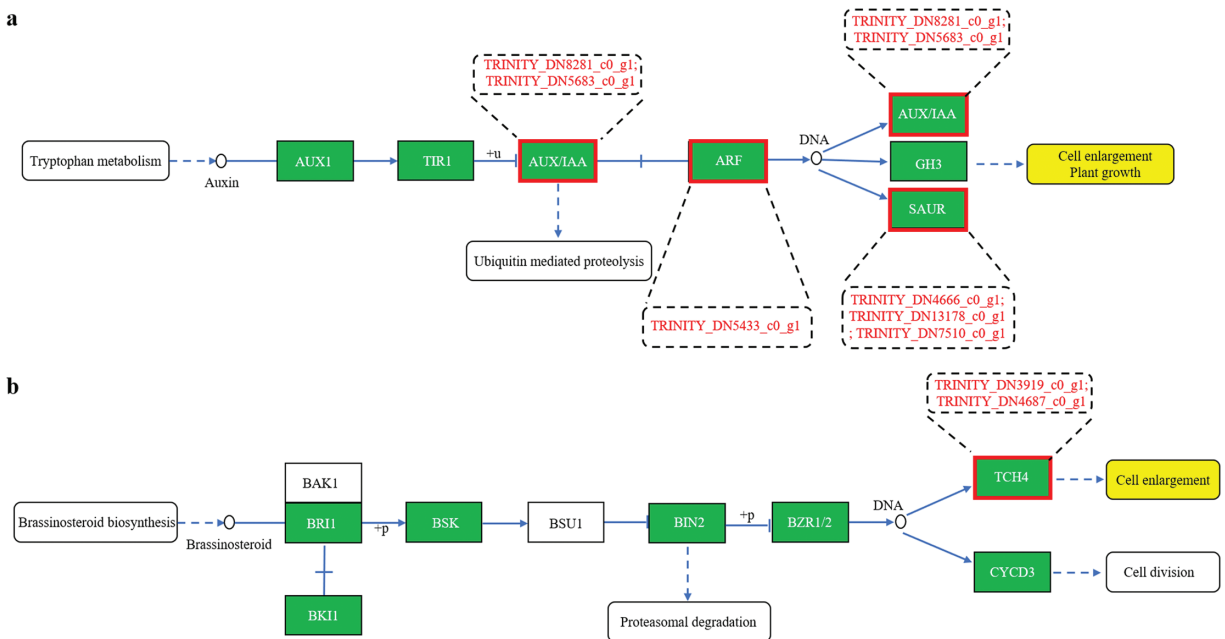 a
TRINITY_DN8281_c0_g1;
TRINITY_DN5683_c0_g1
TRINITY_DN8281_c0_g1;
TRINITY_DN5683_c0_g1
Tryptophan metabolism
Auxin
AUX1
TIR1
+u
AUX/IAA
ARF
DNA
AUX/IAA
GH3
SAUR
Cell enlargement
Plant growth
Ubiquitin mediated proteolysis
TRINITY_DN5433_c0_g1
TRINITY_DN4666_c0_g1;
TRINITY_DN13178_c0_g1
; TRINITY_DN7510_c0_g1
b
TRINITY_DN3919_c0_g1;
TRINITY_DN4687_c0_g1
Brassinosteroid biosynthesis
Brassinosteroid
BAK1
BRI1
BKI1
+p
BSK
BSU1
BIN2
+p
BZR1/2
DNA
TCH4
Cell enlargement
CYCD3
Cell division
Proteasomal degradation